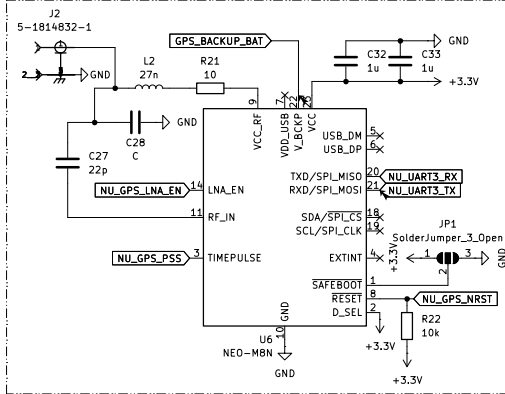 J2
5-1814832-1
2
GND
L2
27n
R21
10
GPS_BACKUP_BAT
C32
1u
C33
1u
GND
+3.3V
C28
C
GND
C27
22p
9
VCC_RF
7
VDD_USB
22
V_BCKP
23
VCC
USB_DM
5
USB_DP
6
TXD/SPI_MISO
20
NU_UART3_RX
RXD/SPI_MOSI
21
NU_UART3_TX
NU_GPS_LNA_EN
14
LNA_EN
11
RF_IN
SDA/SPI_CS
18
SCL/SPI_CLK
19
NU_GPS_PSS
3
TIMEPULSE
EXTINT
4
SAFEBOOT
1
RESET
8
NU_GPS_NRST
D_SEL
2
JP1
SolderJumper_3_Open
+3.3V
1
2
3
GND
GND
10
U6
NEO-M8N
GND
+3.3V
R22
10k
+3.3V